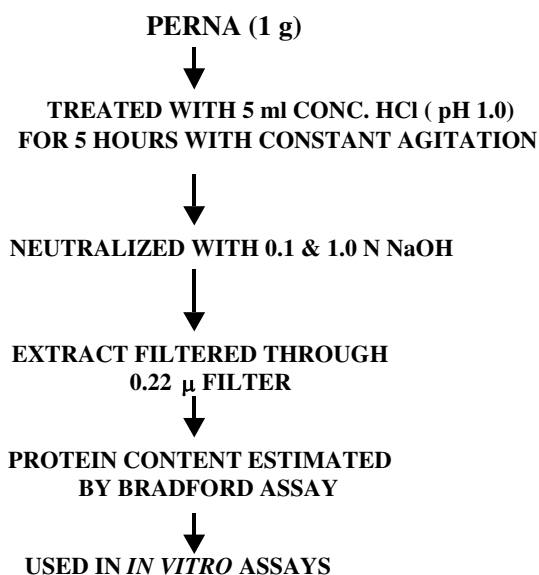 PERNA (1 g)
TREATED WITH 5 ml CONC. HCl ( pH 1.0)
FOR 5 HOURS WITH CONSTANT AGITATION
NEUTRALIZED WITH 0.1 & 1.0 N NaOH
EXTRACT FILTERED THROUGH
0.22 μ FILTER
PROTEIN CONTENT ESTIMATED
BY BRADFORD ASSAY
USED IN IN VITRO ASSAYS